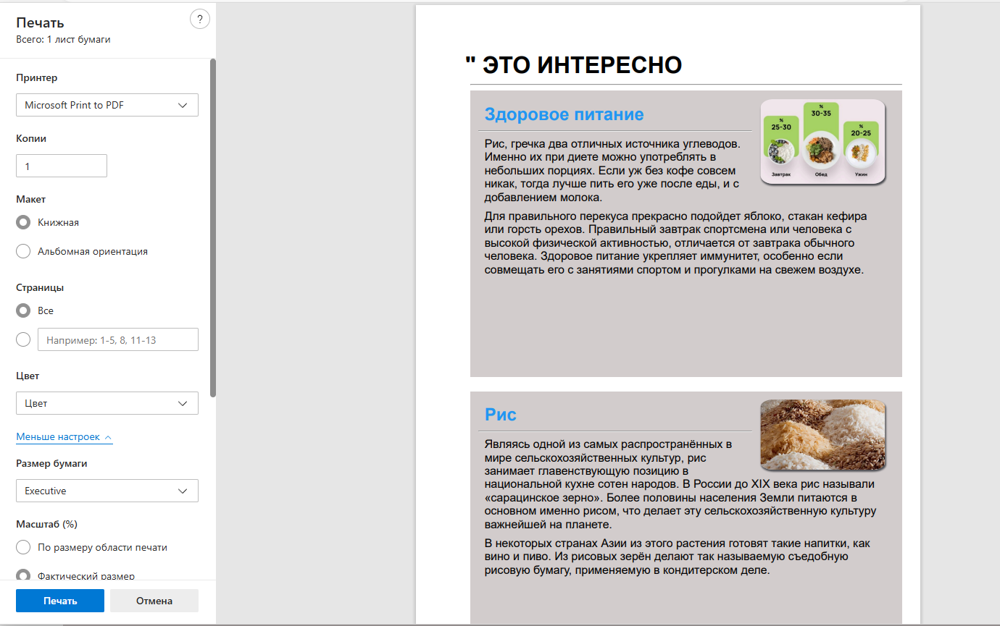 Печать
?
Всего: 1 лист бумаги
Принтер
Microsoft Print to PDF
Копии
1
Макет
Книжная
Альбомная ориентация
Страницы
Все
Например: 1-5, 8, 11-13
Цвет
Цвет
Меньше настроек
Размер бумаги
Executive
Масштаб (%)
По размеру области печати
Фактический размер
Печать
Отмена
" ЭТО ИНТЕРЕСНО
Здоровое питание
Рис, гречка два отличных источника углеводов.
Именно их при диете можно употреблять в
небольших порциях. Если уж без кофе совсем
никак, тогда лучше пить его уже после еды, и с
добавлением молока.
%
25-30
%
30-35
%
20-25
Завтрак
Обед
Ужин
Для правильного перекуса прекрасно подойдет яблоко, стакан кефира
или горсть орехов. Правильный завтрак спортсмена или человека с
высокой физической активностью, отличается от завтрака обычного
человека. Здоровое питание укрепляет иммунитет, особенно если
совмещать его с занятиями спортом и прогулками на свежем воздухе.
Рис
Являясь одной из самых распространённых в
мире сельскохозяйственных культур, рис
занимает главенствующую позицию в
национальной кухне сотен народов. В России до XIX века рис называли
«сарацинское зерно». Более половины населения Земли питаются в
основном именно рисом, что делает эту сельскохозяйственную культуру
важнейшей на планете.
В некоторых странах Азии из этого растения готовят такие напитки, как
вино и пиво. Из рисовых зерён делают так называемую съедобную
рисовую бумагу, применяемую в кондитерском деле.